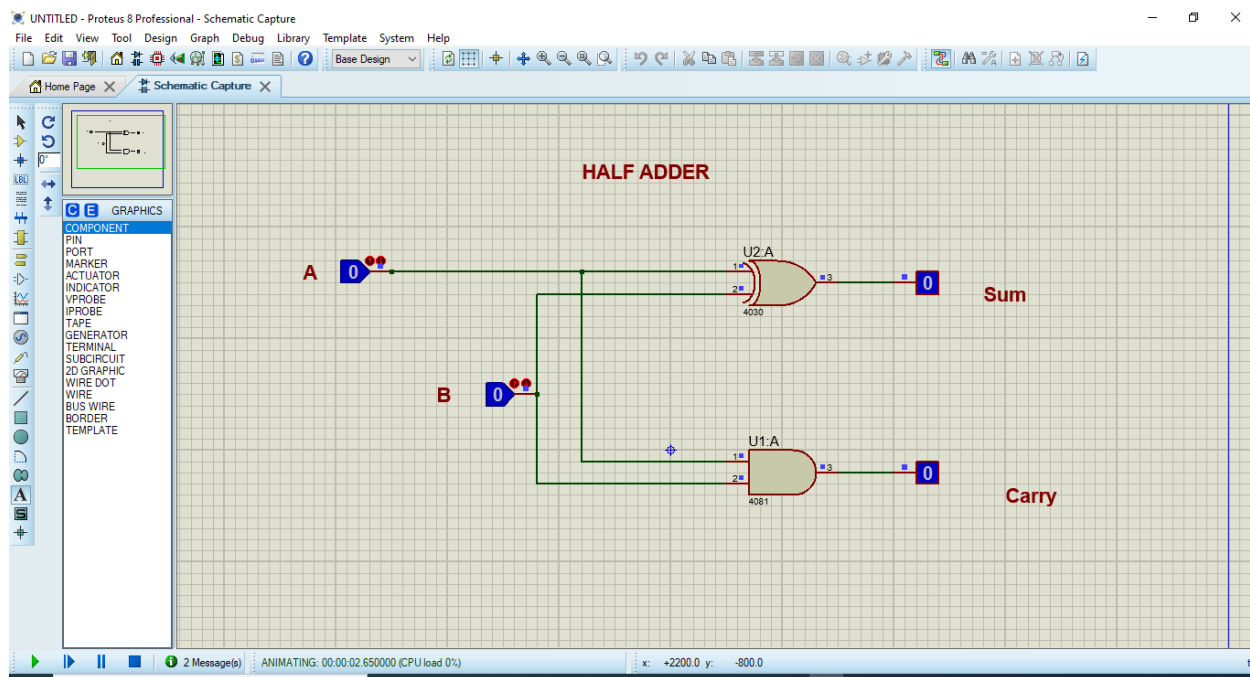 UNTITLED - Proteus 8 Professional - Schematic Capture
File Edit View Tool Design Graph Debug Library Template System Help
Base Design
Home Page
Schematic Capture
0°
LBL
C E GRAPHICS
COMPONENT
PIN
PORT
MARKER
ACTUATOR
INDICATOR
VPROBE
IPROBE
TAPE
GENERATOR
TERMINAL
SUBCIRCUIT
2D GRAPHIC
WIRE DOT
WIRE
BUS WIRE
BORDER
TEMPLATE
A
S
HALF ADDER
A 0
U2:A
1
2
3
4030
0
Sum
B 0
U1:A
1
2
3
4081
0
Carry
2 Message(s) ANIMATING: 00:00:02.650000 (CPU load 0%) x: +2200.0 y: -800.0